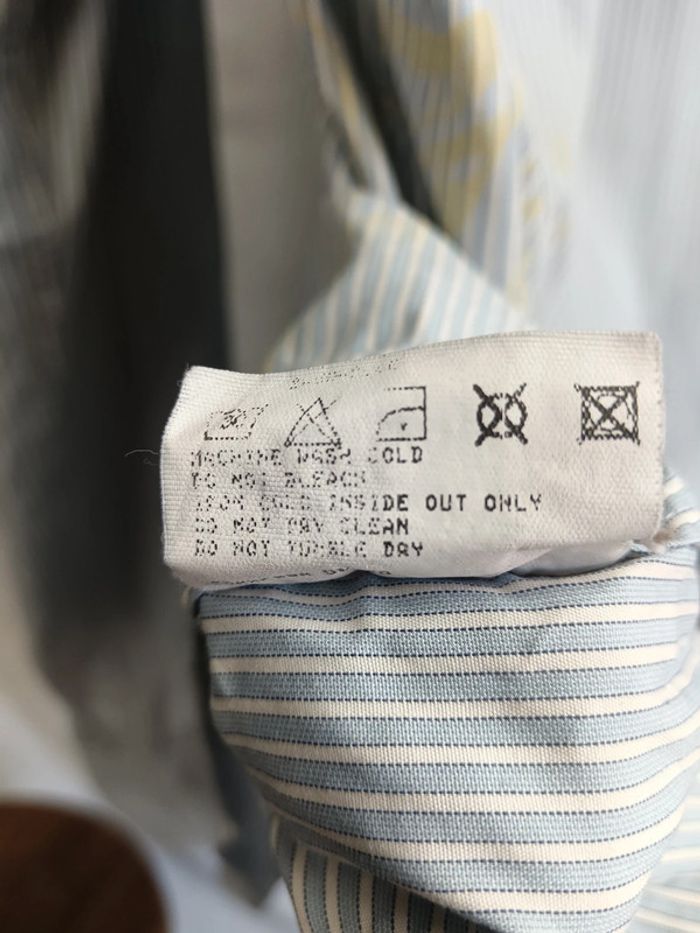 MACHINE WASH COLD
DO NOT BLEACH
IRON COLD INSIDE OUT ONLY
DO NOT DRY CLEAN
DO NOT TUMBLE DRY